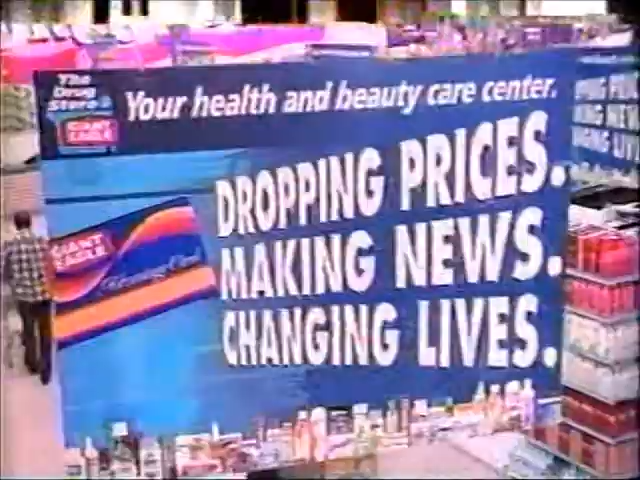 The
Drug
Store
GIANT
EAGLE
Your health and beauty care center.
DROPPING PRICES.
MAKING NEWS.
CHANGING LIVES.
GIANT
EAGLE